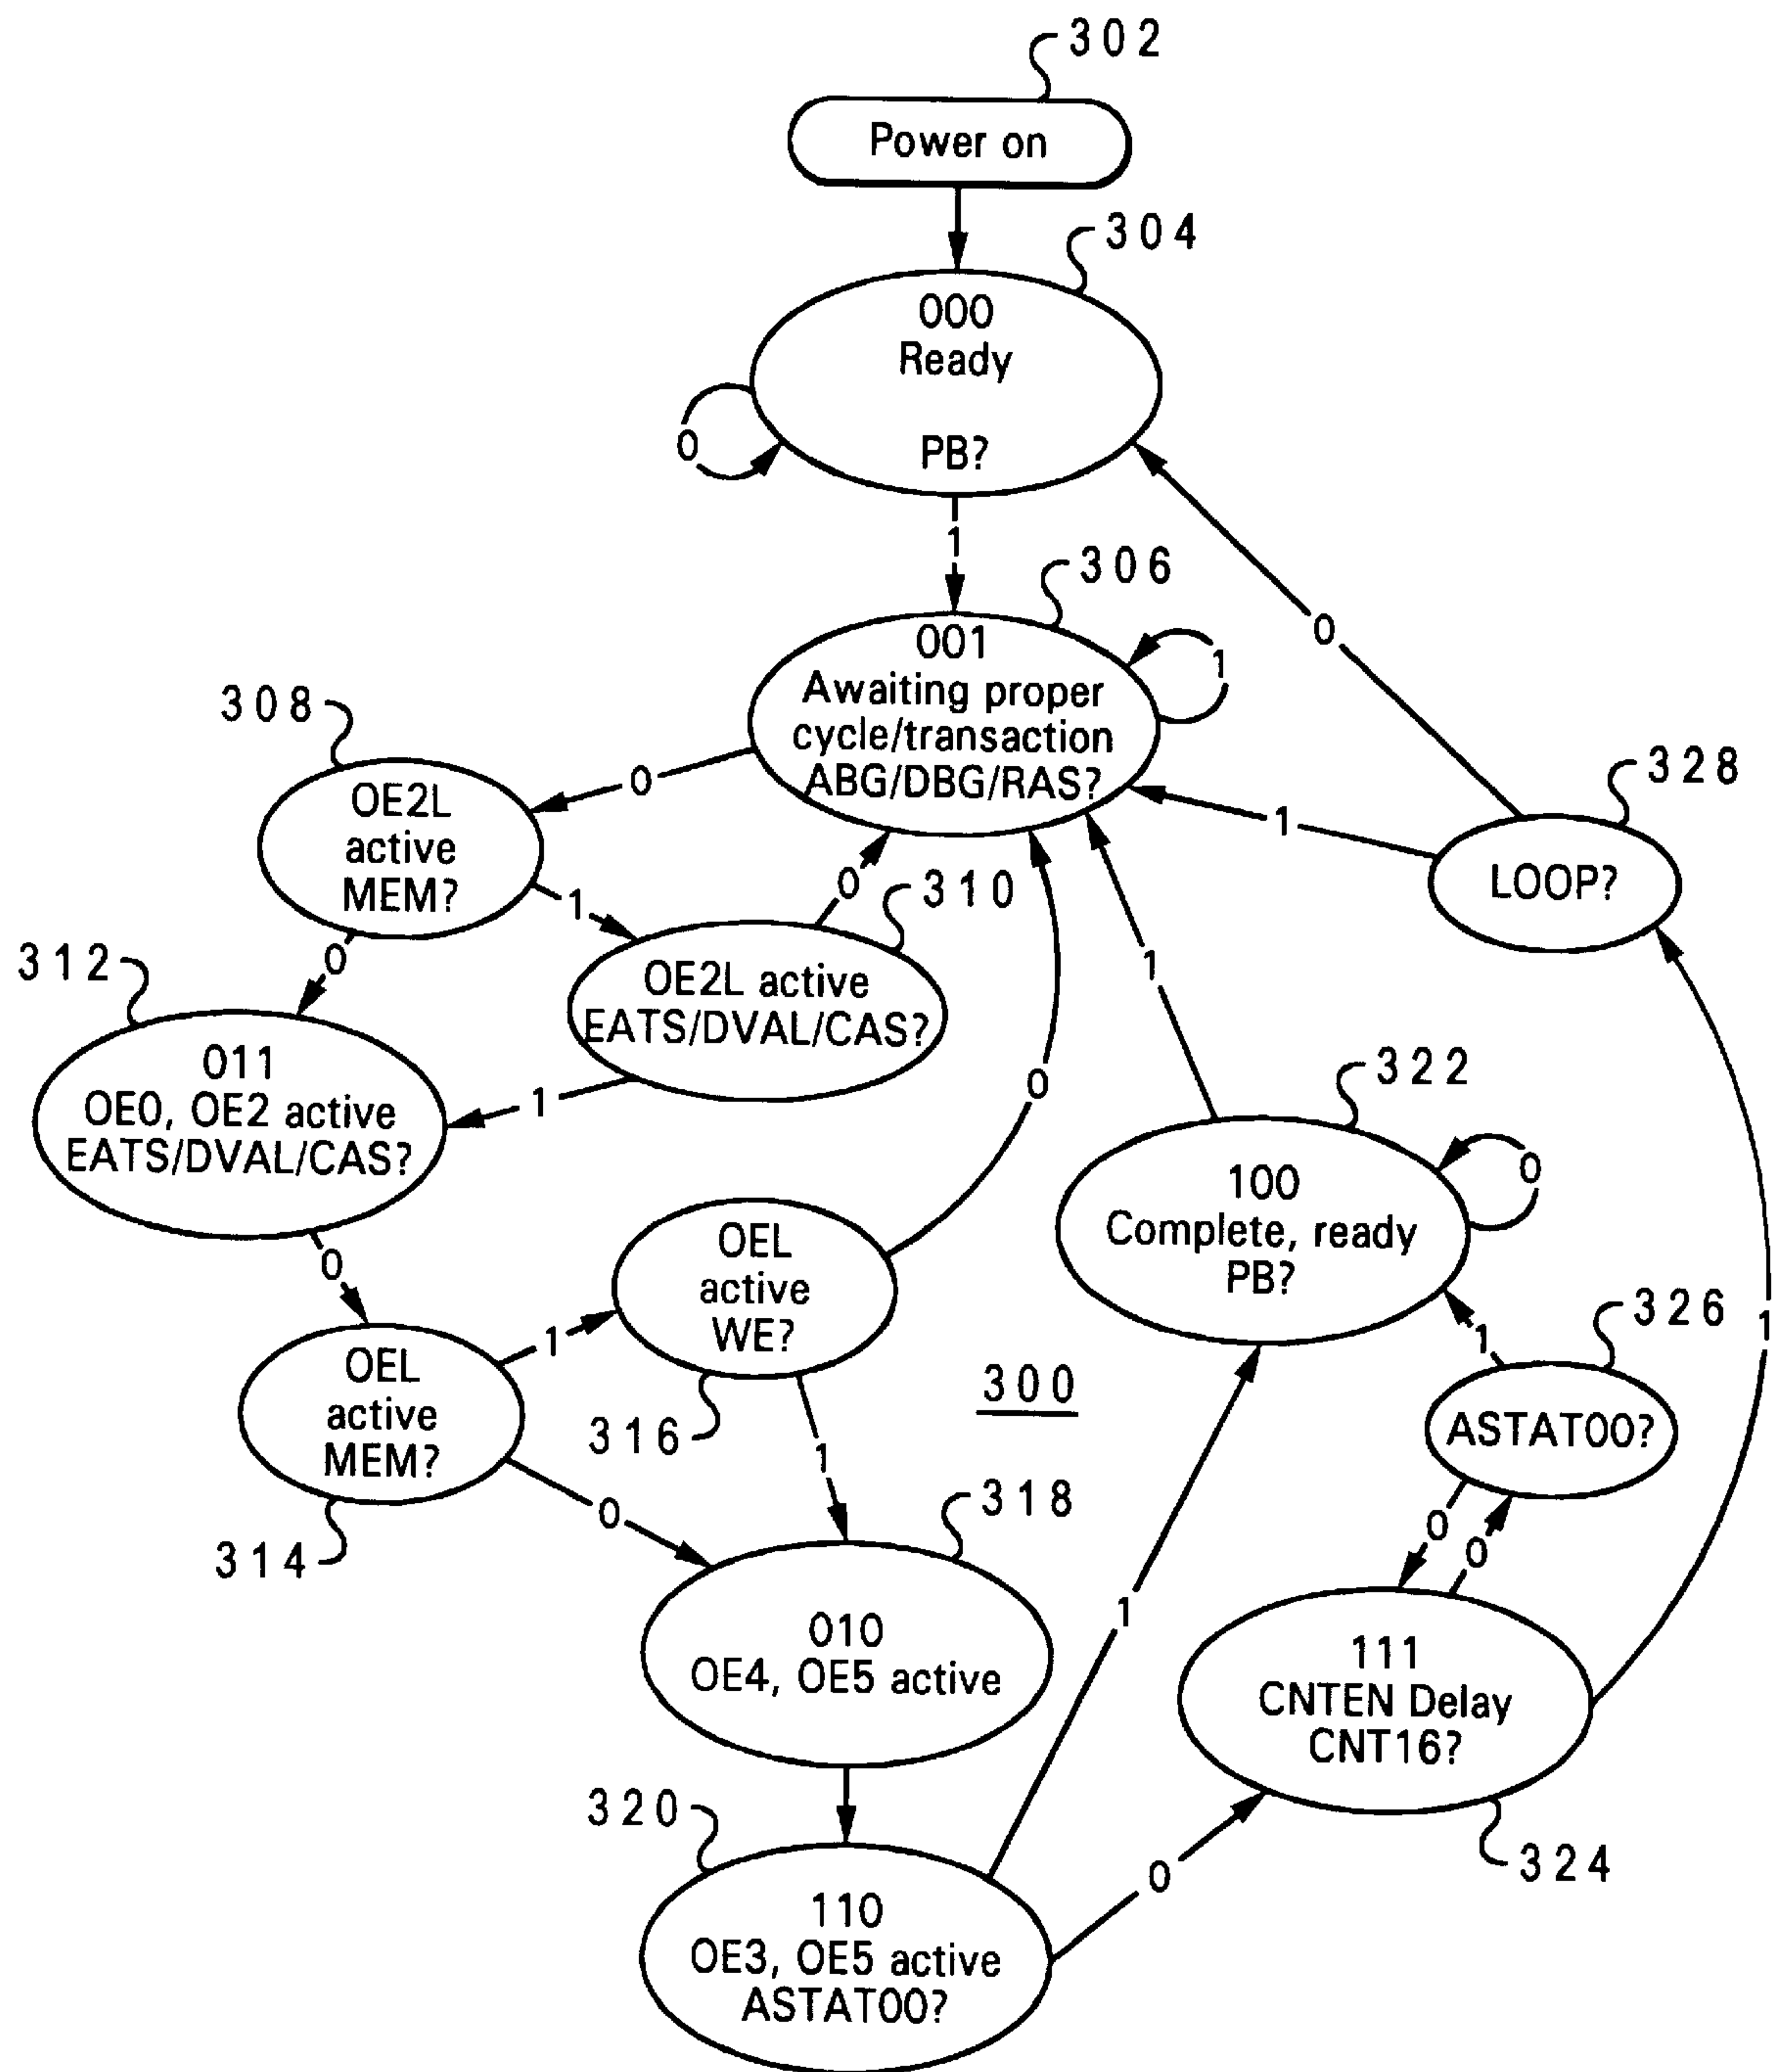 302
Power on
304
000
Ready
PB?
0
1
306
001
Awaiting proper
cycle/transaction
ABG/DBG/RAS?
1
0
308
OE2L
active
MEM?
0
1
328
LOOP?
1
0
310
OE2L active
EATS/DVAL/CAS?
0
1
312
011
OE0, OE2 active
EATS/DVAL/CAS?
0
1
322
100
Complete, ready
PB?
0
0
OEL
active
WE?
316
1
314
OEL
active
MEM?
1
0
300
326
ASTAT00?
1
0
0
1
318
010
OE4, OE5 active
1
111
CNTEN Delay
CNT16?
324
320
110
OE3, OE5 active
ASTAT00?
0